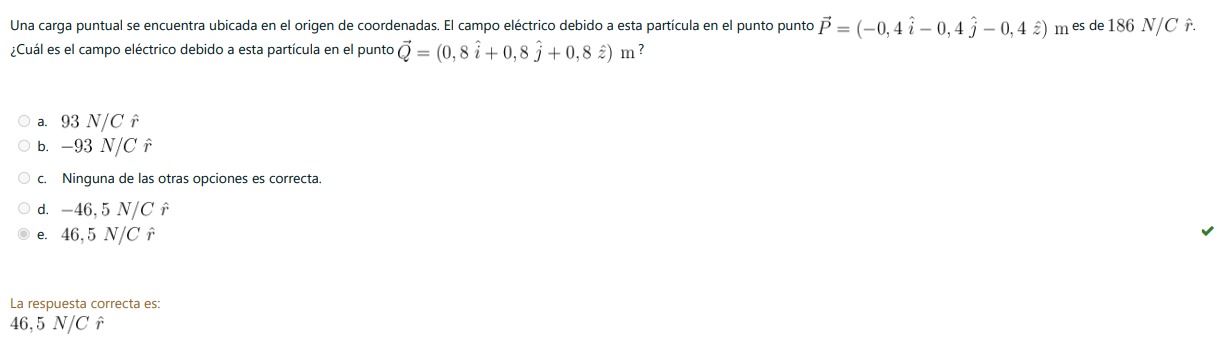 Una carga puntual se encuentra ubicada en el origen de coordenadas. El campo eléctrico debido a esta partícula en el punto punto $\vec{P} = (-0,4\ \hat{i} - 0,4\ \hat{j} - 0,4\ \hat{z})$ m es de $186\ N/C\ \hat{r}$.
¿Cuál es el campo eléctrico debido a esta partícula en el punto $\vec{Q} = (0,8\ \hat{i} + 0,8\ \hat{j} + 0,8\ \hat{z})$ m?
a. $93\ N/C\ \hat{r}$
b. $-93\ N/C\ \hat{r}$
c. Ninguna de las otras opciones es correcta.
d. $-46,5\ N/C\ \hat{r}$
e. $46,5\ N/C\ \hat{r}$
La respuesta correcta es:
$46,5\ N/C\ \hat{r}$